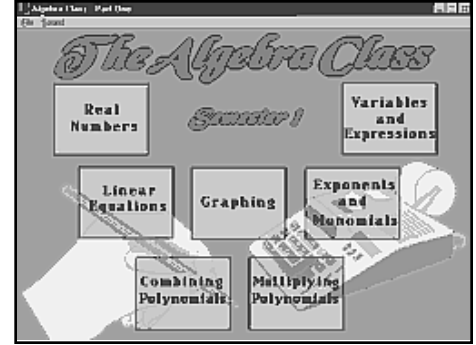 Algebra Class - Part One
File Sound
The Algebra Class
Semester 1
Real
Numbers
Variables
and
Expressions
Linear
Equations
Graphing
Exponents
and
Monomials
Combining
Polynomials
Multiplying
Polynomials